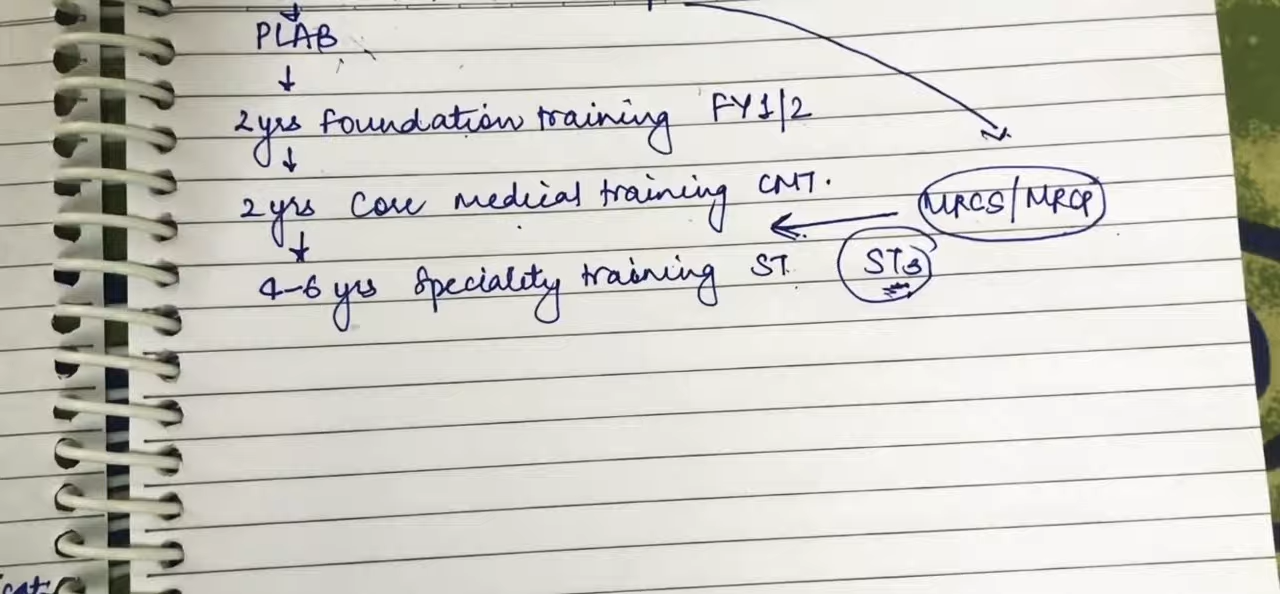 PLAB
↓
2yrs foundation training FY1/2
↓
2yrs Core medical training CMT.
MRCS/MRCP
↓
4-6 yrs Speciality training ST.
ST3